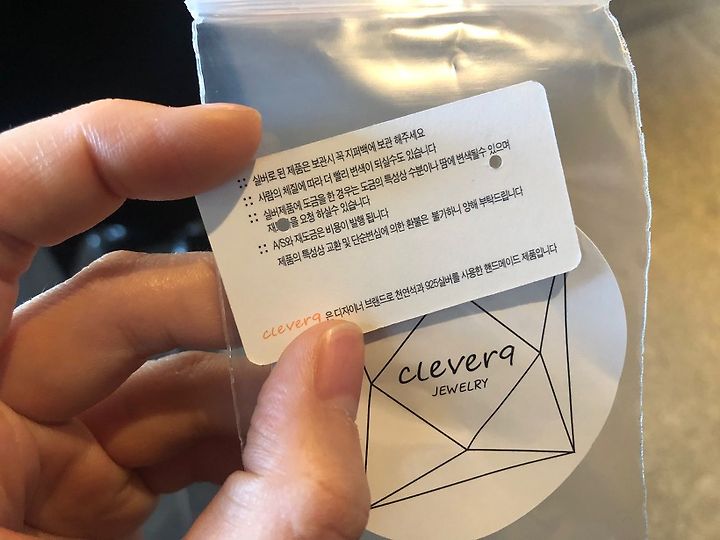 :: 실버로 된 제품은 보관시 꼭 지퍼백에 보관 해주세요
:: 사람의 체질에 따라 더 빨리 변색이 되실수도 있습니다
:: 실버제품에 도금을 한 경우는 도금의 특성상 수분이나 땀에 변색될수 있으며
을 요청 하실수 있습니다
:: A/S와 재도금은 비용이 발행 됩니다
제품의 특성상 교환 및 단순변심에 의한 환불은 불가하니 양해 부탁드립니다
cleverq 은 디자이너 브랜드로 천연석과 925실버를 사용한 핸드메이드 제품입니다
cleverq
JEWELRY